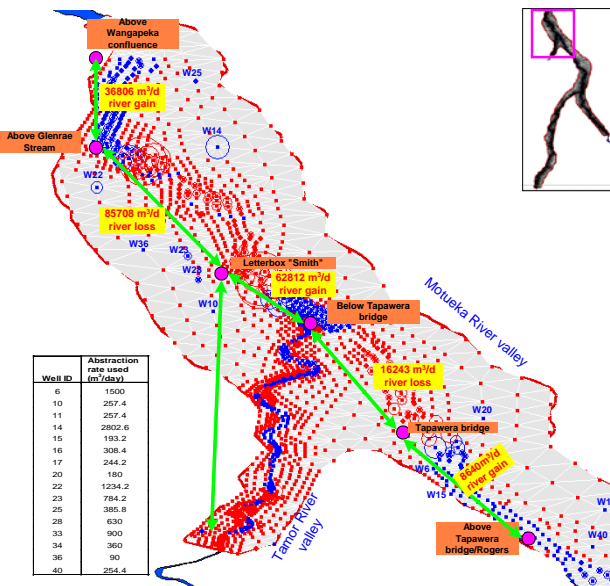 Above
Wangapeka
confluence
W25
36806 m³/d
river gain
W14
Above Glenrae
Stream
W22
85708 m³/d
river loss
W36
W23
Letterbox "Smith"
62812 m³/d
river gain
W10
Motueka River valley
Below Tapawera
bridge
16243 m³/d
river loss
W20
Tapawera bridge
W6
8640m³/d
river gain
W15
W40
Above
Tapawera
bridge/Rogers
Tamor River
valley
Well ID Abstraction rate used (m³/day)
6 1500
10 257.4
11 257.4
14 2802.6
15 193.2
16 308.4
17 244.2
20 180
22 1234.2
23 784.2
25 385.8
28 630
33 900
34 360
36 90
40 254.4